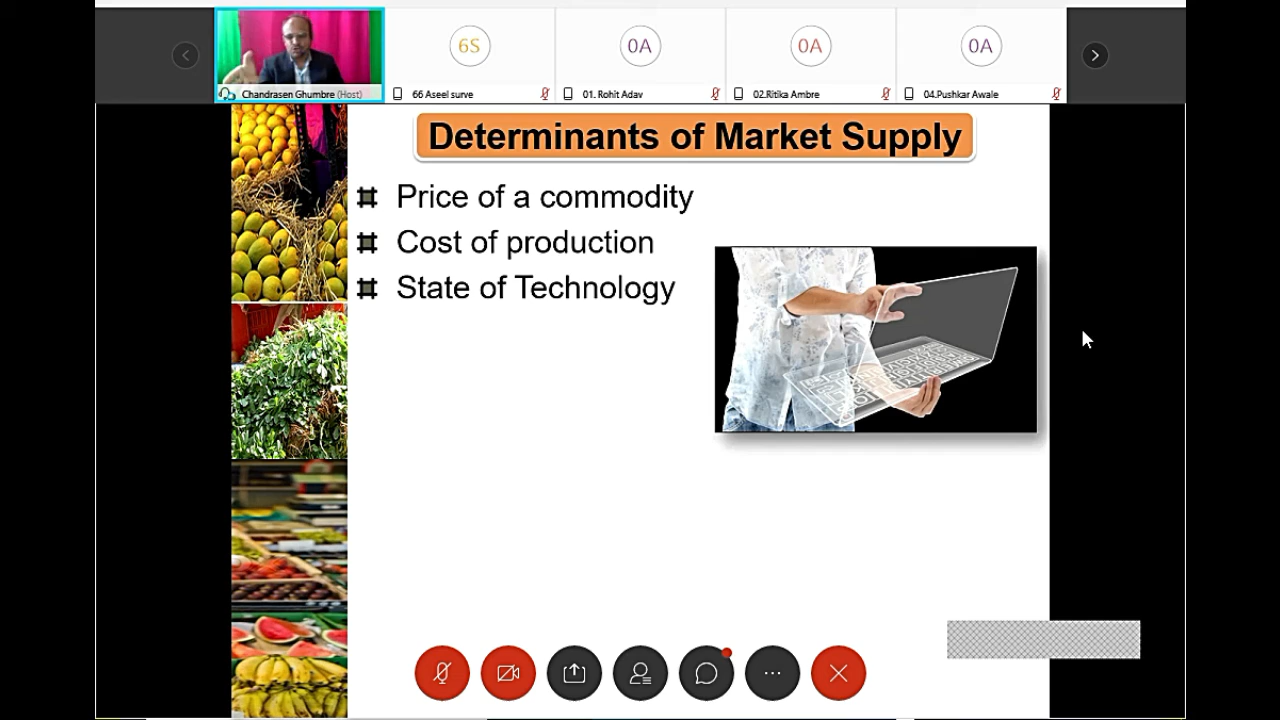 6S
0A
0A
0A
Chandrasen Ghumbre (Host)
66 Aseel surve
01. Rohit Adav
02.Ritika Ambre
04.Pushkar Awale
Determinants of Market Supply
Price of a commodity
Cost of production
State of Technology